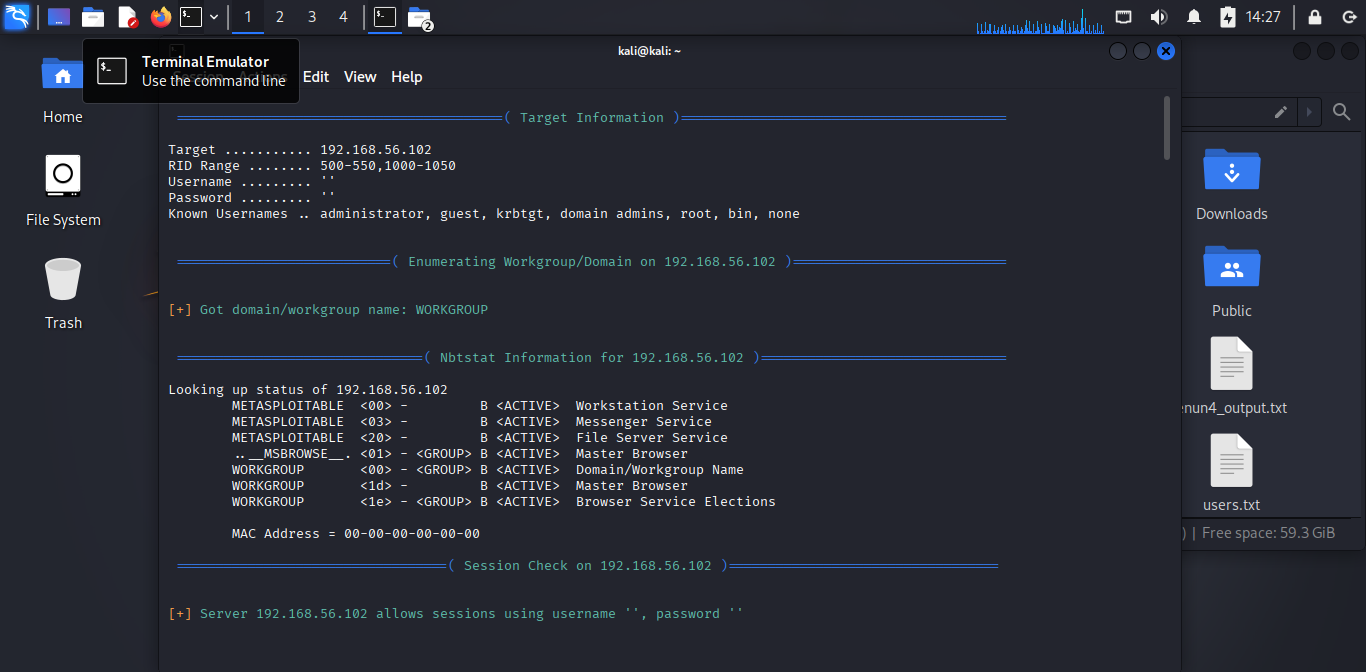 1 2 3 4 2 14:27
Terminal Emulator
Use the command line
kali@kali: ~
Session Actions Edit View Help
Home
File System
Trash
( Target Information )
Target ........... 192.168.56.102
RID Range ........ 500-550,1000-1050
Username ......... ''
Password ......... ''
Known Usernames .. administrator, guest, krbtgt, domain admins, root, bin, none
( Enumerating Workgroup/Domain on 192.168.56.102 )
[+] Got domain/workgroup name: WORKGROUP
( Nbtstat Information for 192.168.56.102 )
Looking up status of 192.168.56.102
METASPLOITABLE <00> - B <ACTIVE> Workstation Service
METASPLOITABLE <03> - B <ACTIVE> Messenger Service
METASPLOITABLE <20> - B <ACTIVE> File Server Service
..__MSBROWSE__. <01> - <GROUP> B <ACTIVE> Master Browser
WORKGROUP <00> - <GROUP> B <ACTIVE> Domain/Workgroup Name
WORKGROUP <1d> - B <ACTIVE> Master Browser
WORKGROUP <1e> - <GROUP> B <ACTIVE> Browser Service Elections
MAC Address = 00-00-00-00-00-00
( Session Check on 192.168.56.102 )
[+] Server 192.168.56.102 allows sessions using username '', password ''
Downloads
Public
enun4_output.txt
users.txt
) | Free space: 59.3 GiB